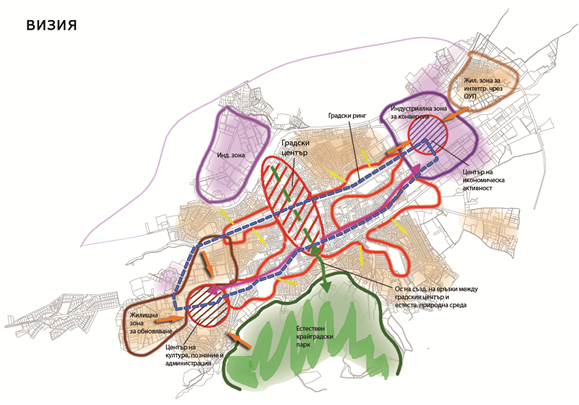 ВИЗИЯ
Жил. зона за
интегр. чрез
ОУП
Индустриална зона
за конверсия
Градски ринг
Градски
център
Инд. зона
Център на
икономическа
активност
Ос на създ. на връзки между
градския център и
естеств. природна среда
Жилищна
зона
за обновяване
Естествен
крайградски
парк
Център на
култура, познание и
администрация